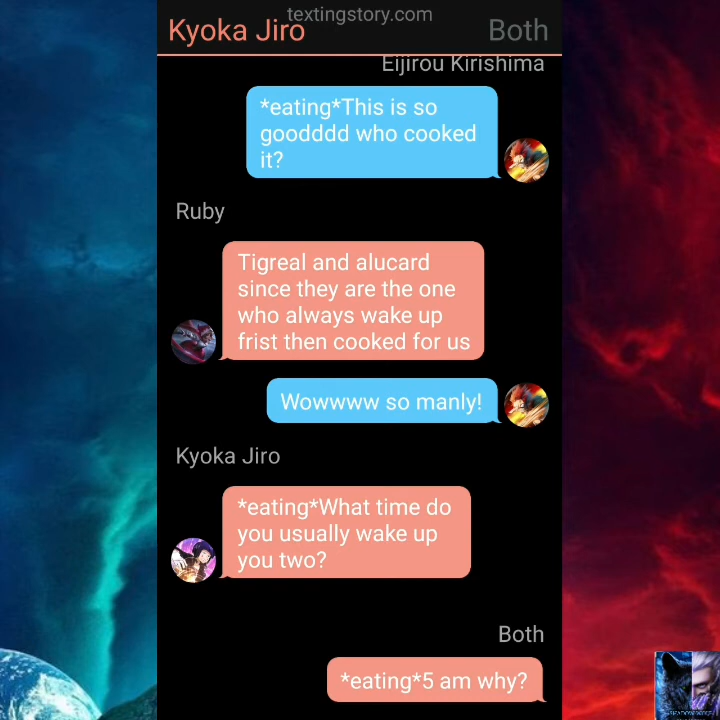 textingstory.com
Kyoka Jiro
Both
Eijirou Kirishima
*eating*This is so
goodddd who cooked
it?
Ruby
Tigreal and alucard
since they are the one
who always wake up
frist then cooked for us
Wowwww so manly!
Kyoka Jiro
*eating*What time do
you usually wake up
you two?
Both
*eating*5 am why?